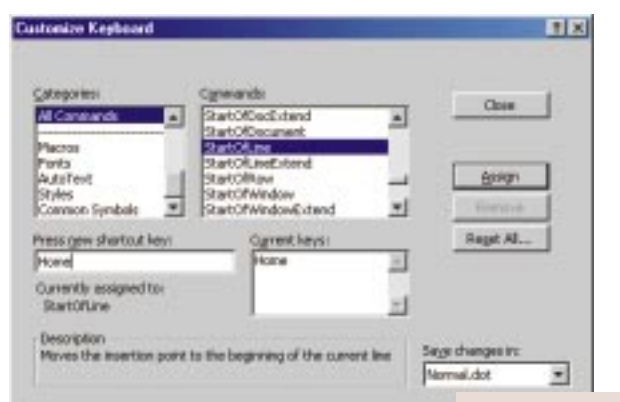 Customize Keyboard
Categories:
All Commands
Macros
Fonts
AutoText
Styles
Common Symbols
Commands:
StartOfDocExtend
StartOfDocument
StartOfLine
StartOfLineExtend
StartOfRow
StartOfWindow
StartOfWindowExtend
Close
Assign
Remove
Reset All...
Press new shortcut key:
Home
Current keys:
Home
Currently assigned to:
StartOfLine
Description
Moves the insertion point to the beginning of the current line
Save changes in:
Normal.dot